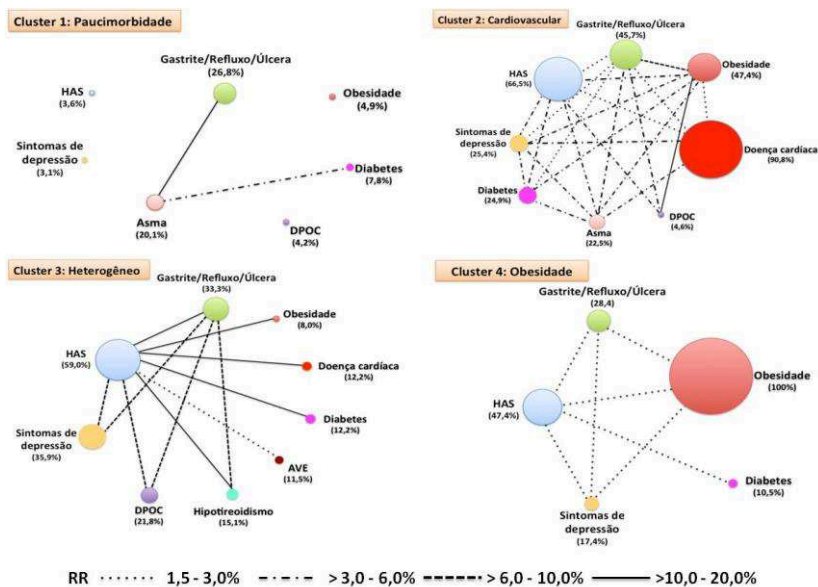 Cluster 1: Paucimorbidade
Gastrite/Refluxo/Úlcera
(26,8%)
HAS
(3,6%)
Obesidade
(4,9%)
Sintomas de
depressão
(3,1%)
Diabetes
(7,8%)
Asma
(20,1%)
DPOC
(4,2%)
Cluster 2: Cardiovascular
Gastrite/Refluxo/Úlcera
(45,7%)
HAS
(66,5%)
Obesidade
(47,4%)
Sintomas de
depressão
(25,4%)
Doença cardíaca
(90,8%)
Diabetes
(24,9%)
Asma
(22,5%)
DPOC
(4,6%)
Cluster 3: Heterogêneo
Gastrite/Refluxo/Úlcera
(33,3%)
Obesidade
(8,0%)
HAS
(59,0%)
Doença cardíaca
(12,2%)
Diabetes
(12,2%)
Sintomas de
depressão
(35,9%)
AVE
(11,5%)
DPOC
(21,8%)
Hipotireoidismo
(15,1%)
Cluster 4: Obesidade
Gastrite/Refluxo/Úlcera
(28,4)
Obesidade
(100%)
HAS
(47,4%)
Diabetes
(10,5%)
Sintomas de
depressão
(17,4%)
RR 1,5 - 3,0% > 3,0 - 6,0% > 6,0 - 10,0% >10,0 - 20,0%